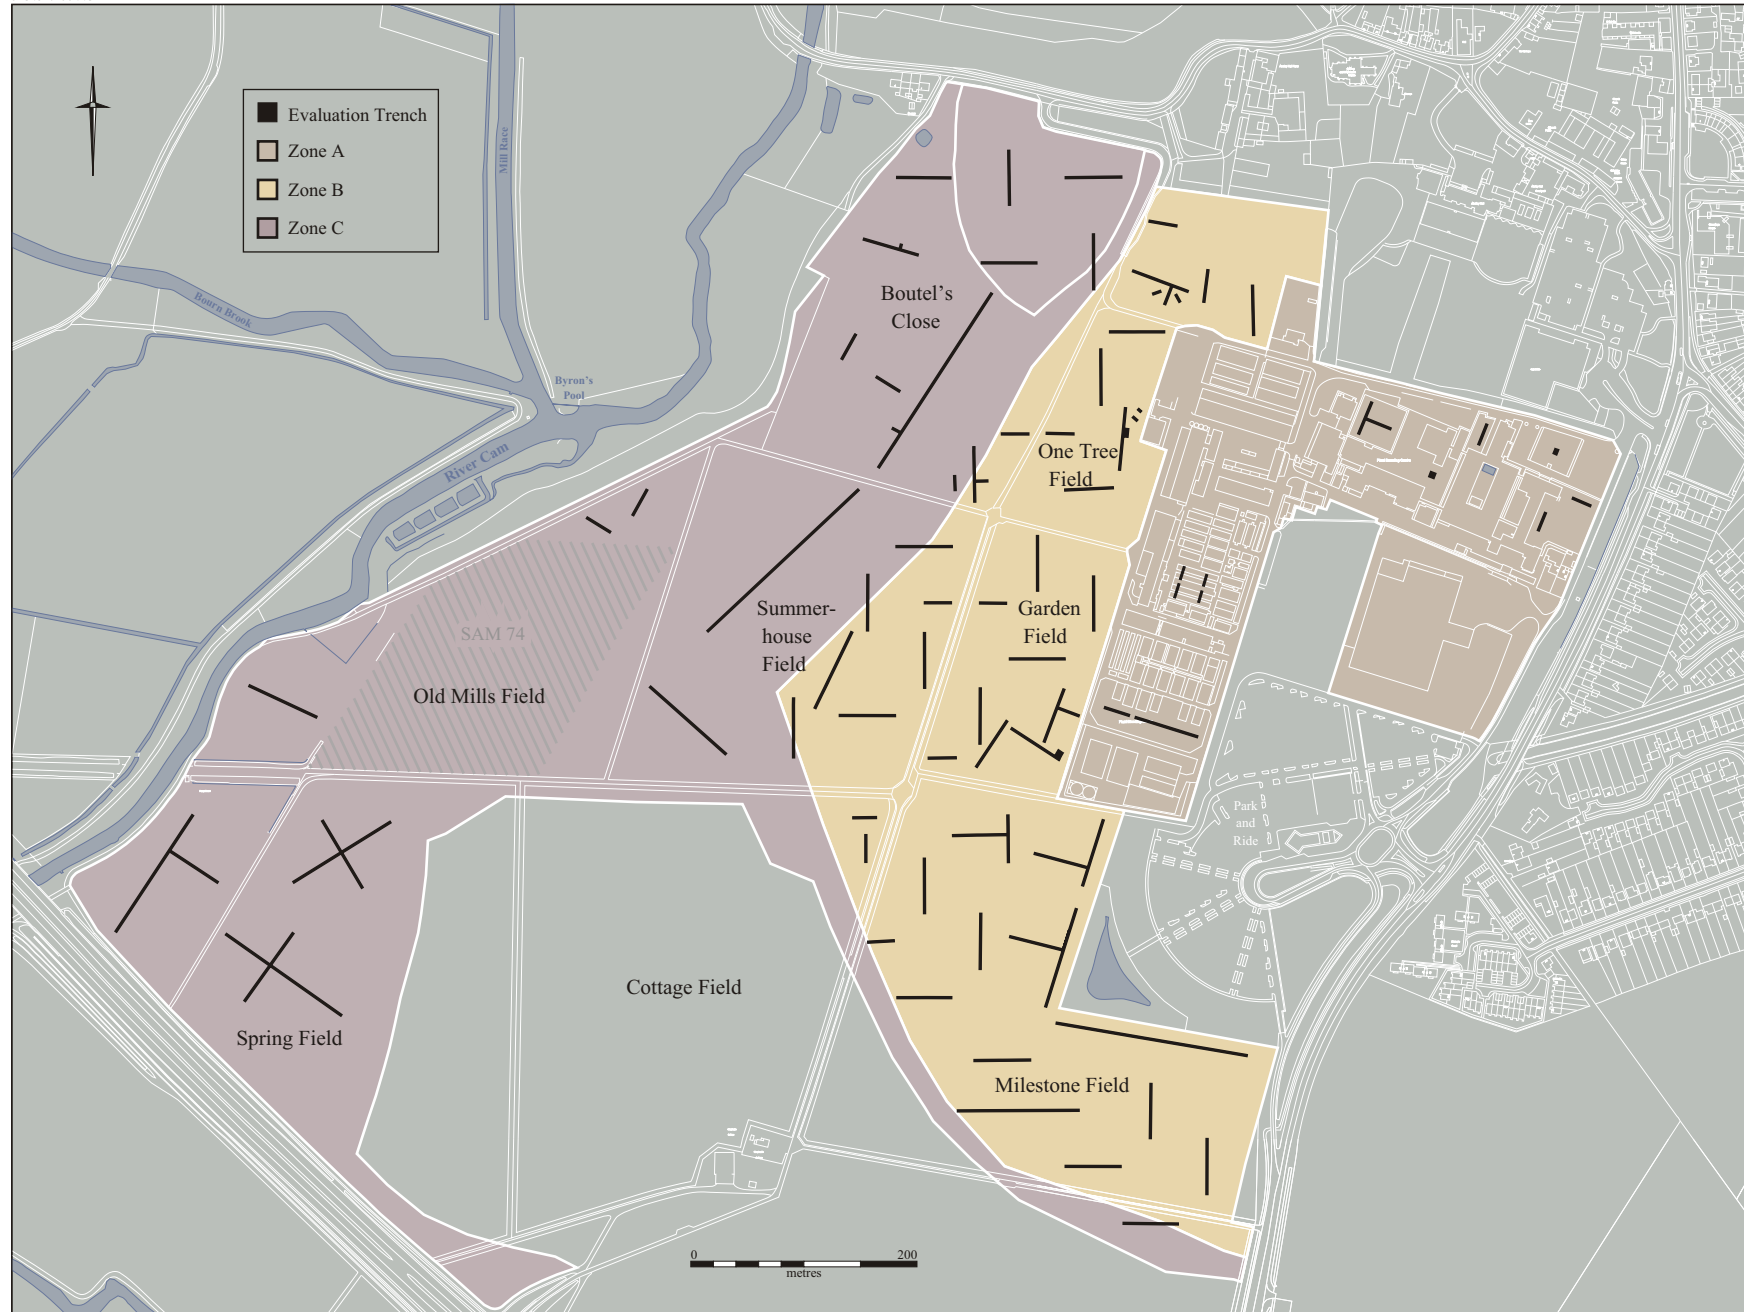 Evaluation Trench
Zone A
Zone B
Zone C
Mill Race
Bourn Brook
Byron's
Pool
River Cam
Boutel's
Close
One Tree
Field
SAM 74
Old Mills Field
Summer-
house
Field
Garden
Field
Park
and
Ride
Cottage Field
Spring Field
Milestone Field
0 200
metres